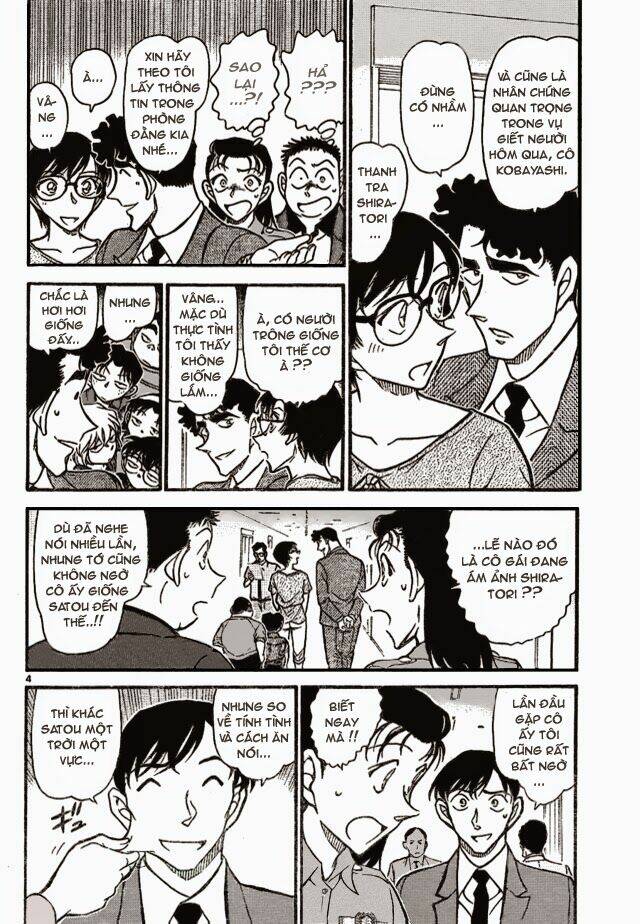 VÀ CŨNG LÀ
NHÂN CHỨNG
QUAN TRỌNG
TRONG VỤ
GIẾT NGƯỜI
HÔM QUA, CÔ
KOBAYASHI.
ĐỪNG
CÓ NHẦM
...
THANH
TRA
SHIRA-
TORI
...
HẢ
???
SAO
LẠI
...?!
XIN HÃY
THEO TÔI
LẤY THÔNG
TIN TRONG
PHÒNG
ĐẰNG KIA
NHÉ...
À...
VÂNG
...
À, CÓ NGƯỜI
TRÔNG GIỐNG
TÔI THẾ CƠ
À ??
VÂNG..
MẶC DÙ
THỰC TÌNH
TÔI THẤY
KHÔNG
GIỐNG
LẮM...
NHƯNG
...
CHẮC LÀ
HƠI HƠI
GIỐNG
ĐẤY..
...LẼ NÀO ĐÓ
LÀ CÔ GÁI ĐANG
ÁM ẢNH SHIRA-
TORI ??
DÙ ĐÃ NGHE
NÓI NHIỀU LẦN,
NHƯNG TỚ CŨNG
KHÔNG NGỜ
CÔ ẤY GIỐNG
SATOU ĐẾN
THẾ..!!
4
LẦN ĐẦU
GẶP CÔ
ẤY TÔI
CŨNG RẤT
BẤT NGỜ
...
BIẾT
NGAY
MÀ !!
NHƯNG SO
VỀ TÍNH TÌNH
VÀ CÁCH ĂN
NÓI...
THÌ KHÁC
SATOU MỘT
TRỜI MỘT
VỰC...